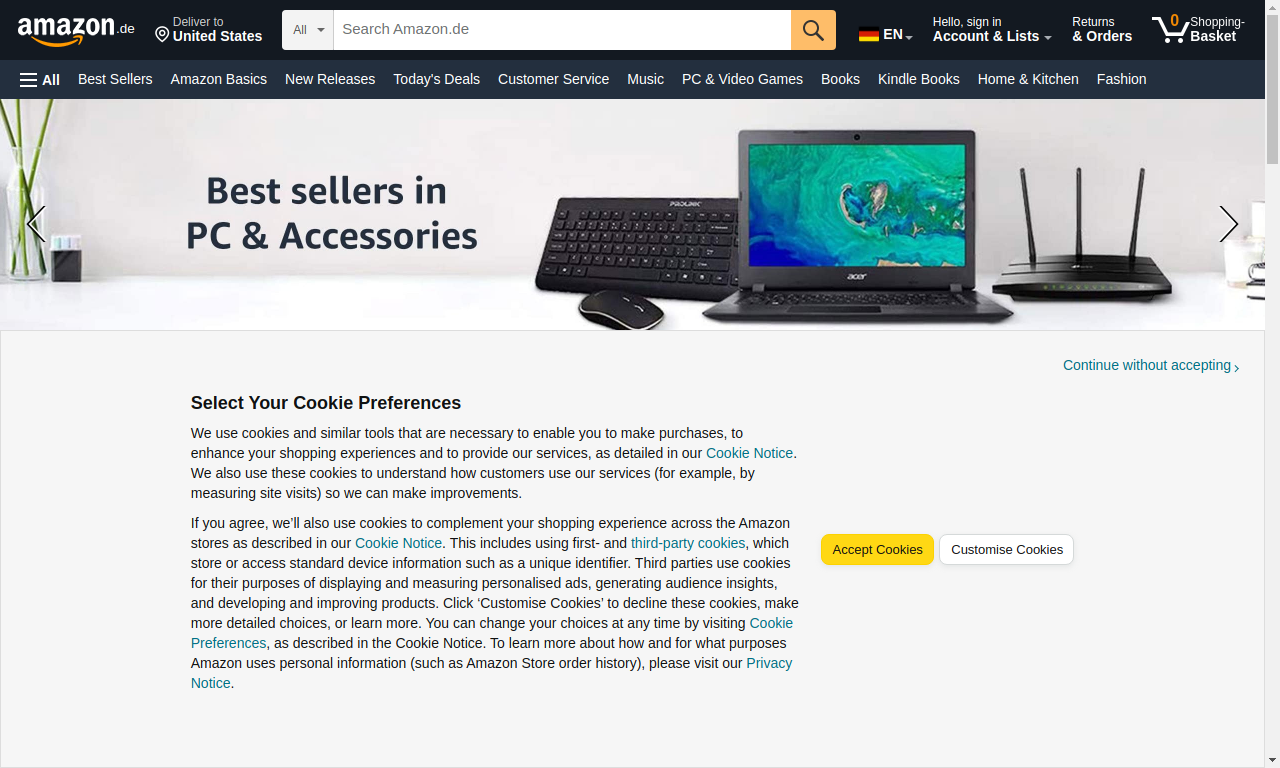 amazon.de
Deliver to
United States
All
Search Amazon.de
EN
Hello, sign in
Account & Lists
Returns
& Orders
0
Shopping-
Basket
All
Best Sellers
Amazon Basics
New Releases
Today's Deals
Customer Service
Music
PC & Video Games
Books
Kindle Books
Home & Kitchen
Fashion
Best sellers in
PC & Accessories
PROLINK
acer
Continue without accepting
Select Your Cookie Preferences
We use cookies and similar tools that are necessary to enable you to make purchases, to
enhance your shopping experiences and to provide our services, as detailed in our Cookie Notice.
We also use these cookies to understand how customers use our services (for example, by
measuring site visits) so we can make improvements.
If you agree, we’ll also use cookies to complement your shopping experience across the Amazon
stores as described in our Cookie Notice. This includes using first- and third-party cookies, which
store or access standard device information such as a unique identifier. Third parties use cookies
for their purposes of displaying and measuring personalised ads, generating audience insights,
and developing and improving products. Click ‘Customise Cookies’ to decline these cookies, make
more detailed choices, or learn more. You can change your choices at any time by visiting Cookie
Preferences, as described in the Cookie Notice. To learn more about how and for what purposes
Amazon uses personal information (such as Amazon Store order history), please visit our Privacy
Notice.
Accept Cookies
Customise Cookies